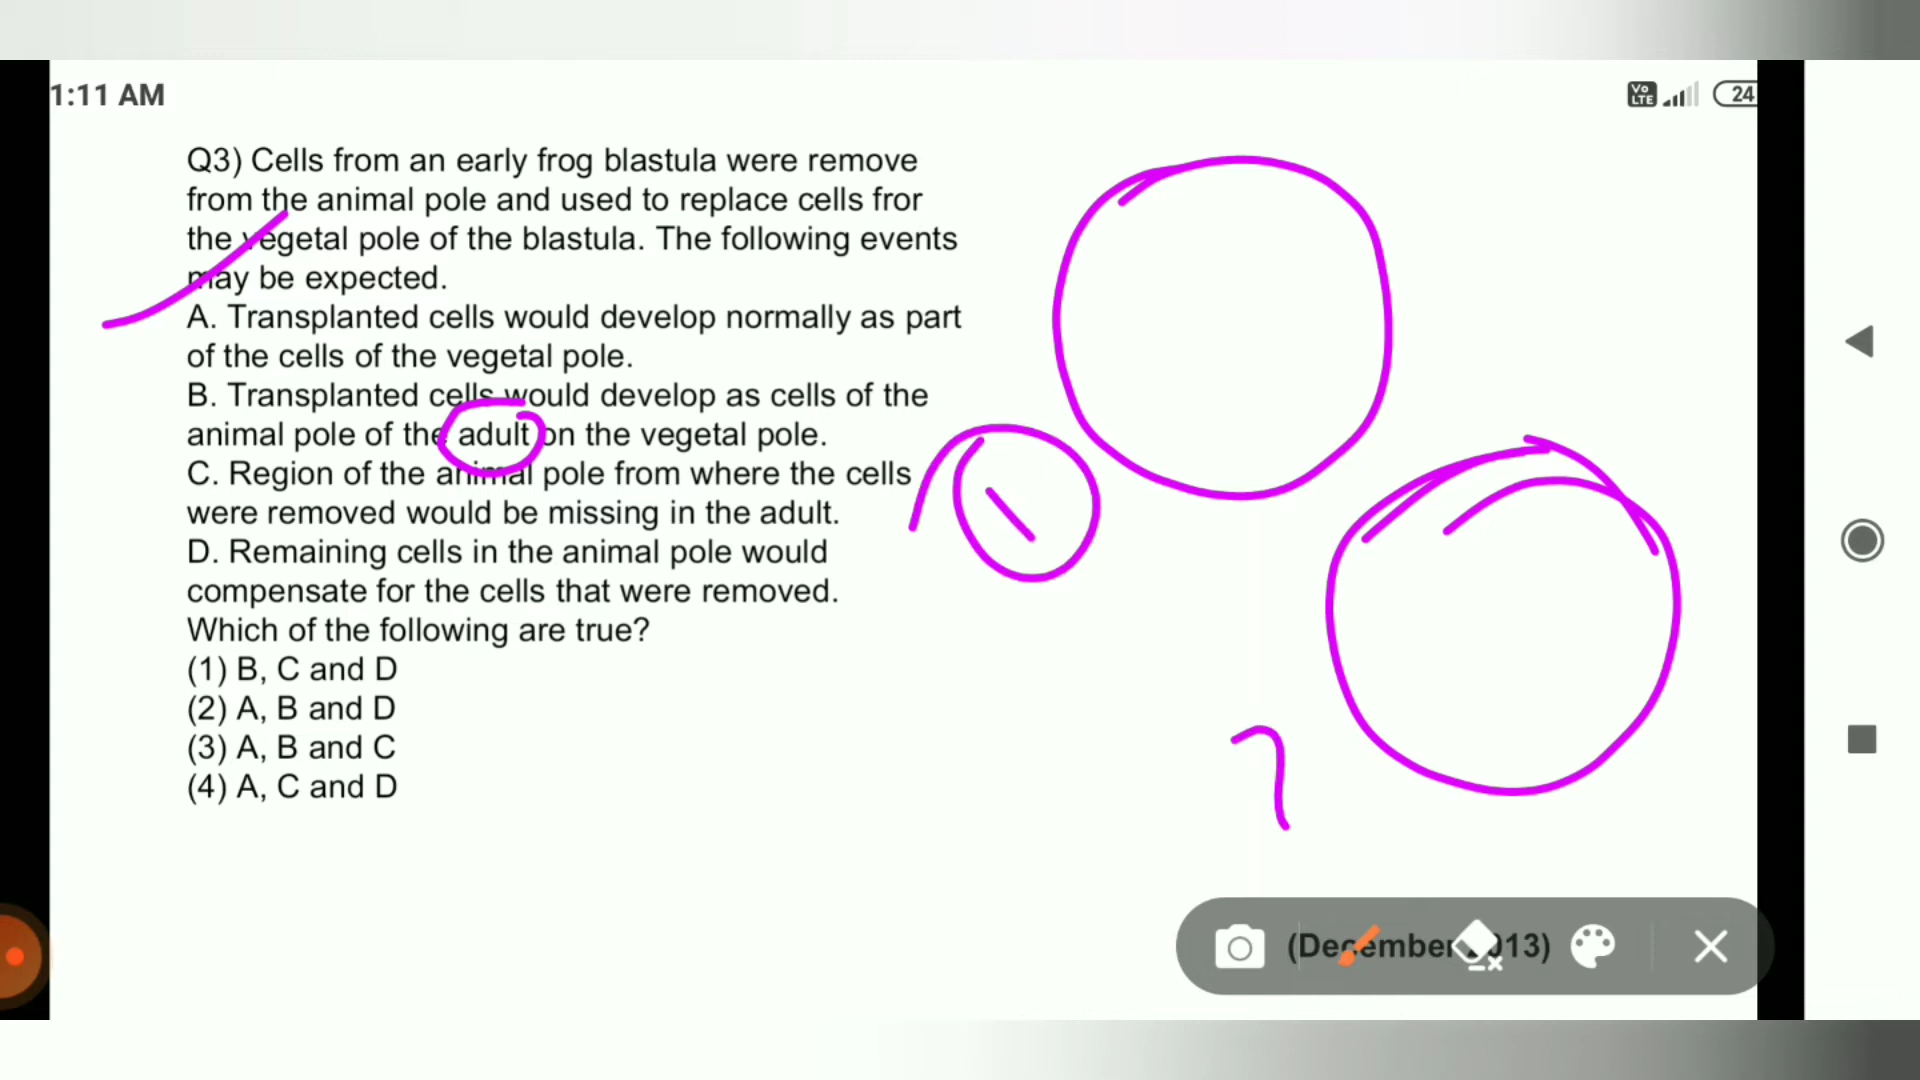 1:11 AM
Vo LTE
24
Q3) Cells from an early frog blastula were remove
from the animal pole and used to replace cells fror
the vegetal pole of the blastula. The following events
may be expected.
A. Transplanted cells would develop normally as part
of the cells of the vegetal pole.
B. Transplanted cells would develop as cells of the
animal pole of the adult on the vegetal pole.
C. Region of the animal pole from where the cells
were removed would be missing in the adult.
D. Remaining cells in the animal pole would
compensate for the cells that were removed.
Which of the following are true?
(1) B, C and D
(2) A, B and D
(3) A, B and C
(4) A, C and D
(December 2013)